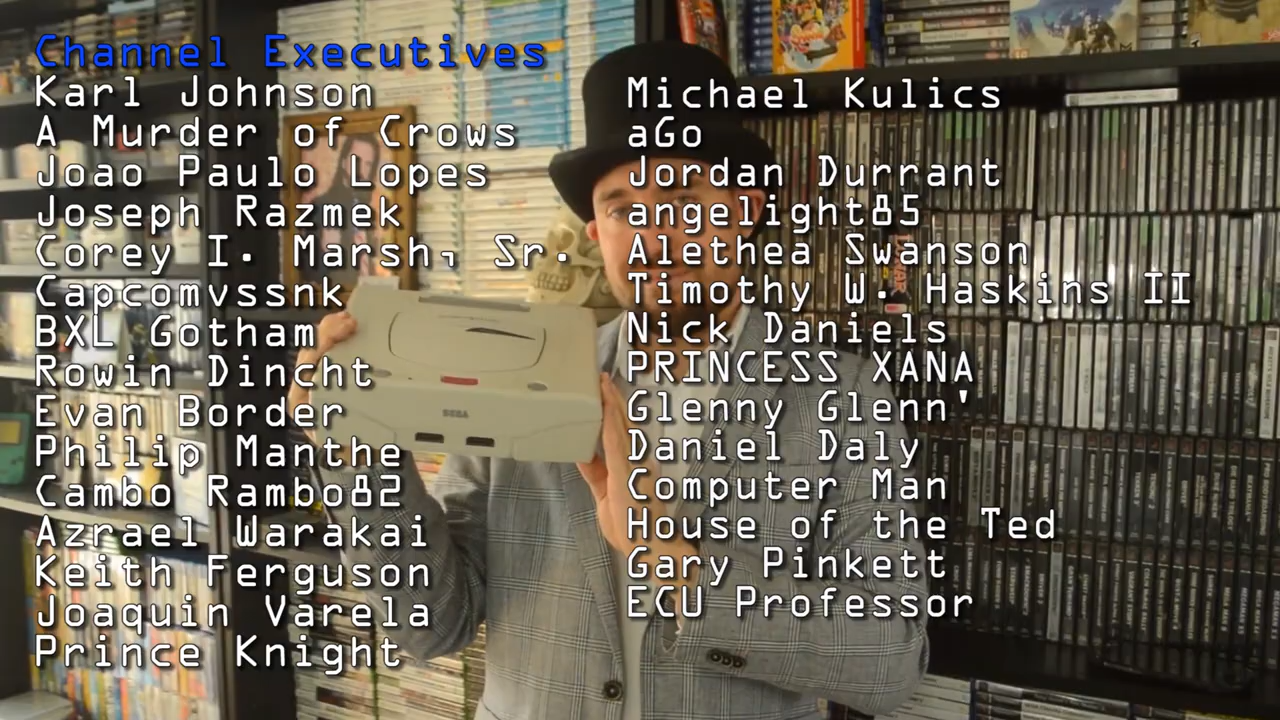 Channel Executives
Karl Johnson
A Murder of Crows
Joao Paulo Lopes
Joseph Razmek
Corey I. Marsh, Sr.
Capcomvssnk
BXL Gotham
Rowin Dincht
Evan Border
Philip Manthe
Cambo Rambo82
Azrael Warakai
Keith Ferguson
Joaquin Varela
Prince Knight
Michael Kulics
aGo
Jordan Durrant
angelight85
Alethea Swanson
Timothy W. Haskins II
Nick Daniels
PRINCESS XANA
Glenny Glenn'
Daniel Daly
Computer Man
House of the Ted
Gary Pinkett
ECU Professor
SEGA